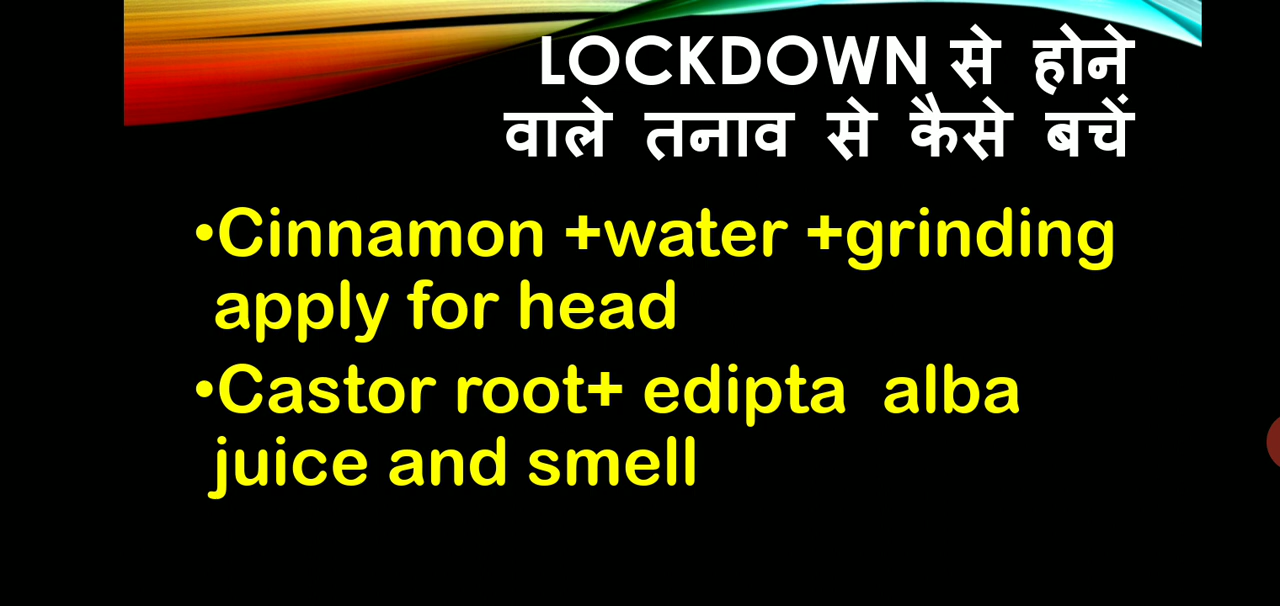 LOCKDOWN से होने
वाले तनाव से कैसे बचें
•Cinnamon +water +grinding
apply for head
•Castor root+ edipta alba
juice and smell